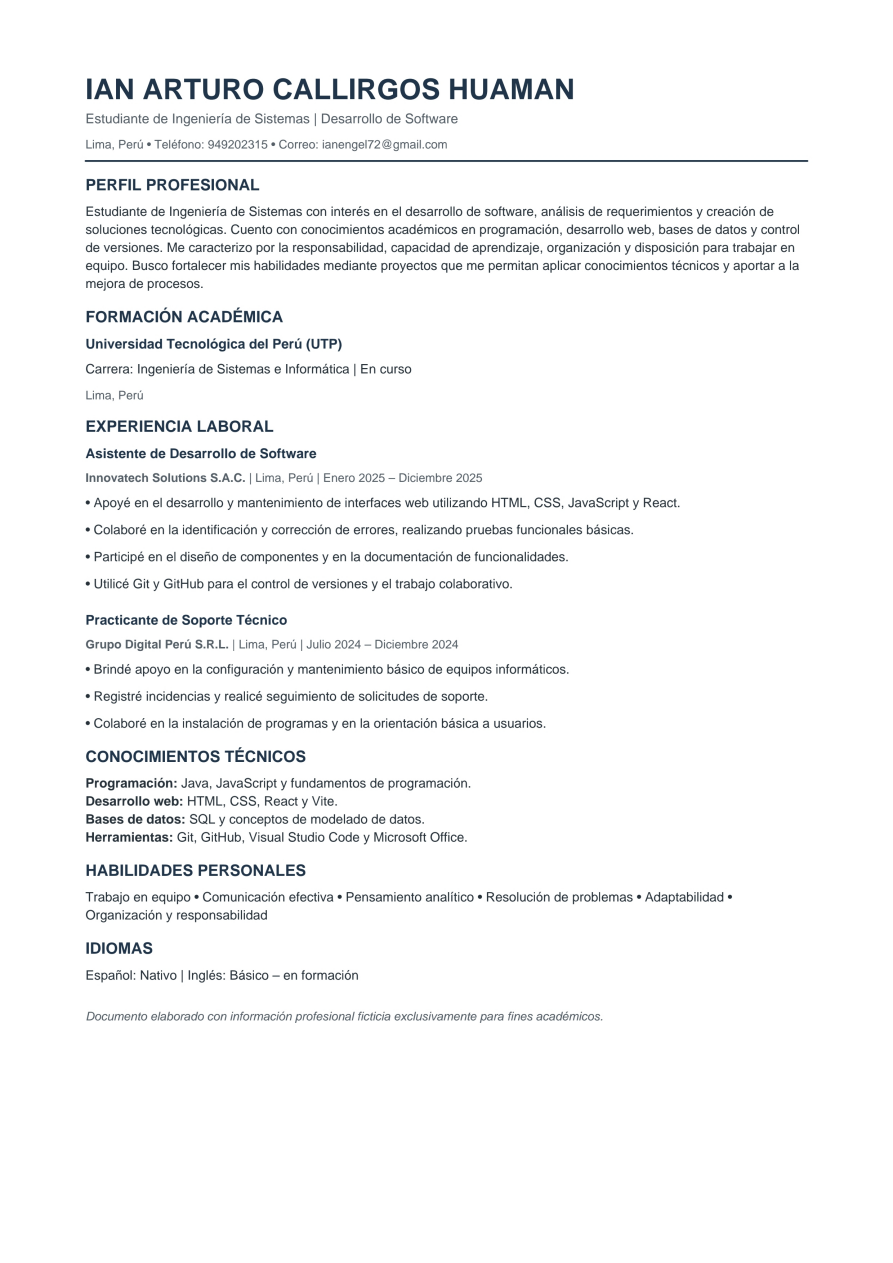 IAN ARTURO CALLIRGOS HUAMAN
Estudiante de Ingeniería de Sistemas | Desarrollo de Software
Lima, Perú • Teléfono: 949202315 • Correo: ianengel72@gmail.com
PERFIL PROFESIONAL
Estudiante de Ingeniería de Sistemas con interés en el desarrollo de software, análisis de requerimientos y creación de
soluciones tecnológicas. Cuento con conocimientos académicos en programación, desarrollo web, bases de datos y control
de versiones. Me caracterizo por la responsabilidad, capacidad de aprendizaje, organización y disposición para trabajar en
equipo. Busco fortalecer mis habilidades mediante proyectos que me permitan aplicar conocimientos técnicos y aportar a la
mejora de procesos.
FORMACIÓN ACADÉMICA
Universidad Tecnológica del Perú (UTP)
Carrera: Ingeniería de Sistemas e Informática | En curso
Lima, Perú
EXPERIENCIA LABORAL
Asistente de Desarrollo de Software
Innovatech Solutions S.A.C. | Lima, Perú | Enero 2025 – Diciembre 2025
• Apoyé en el desarrollo y mantenimiento de interfaces web utilizando HTML, CSS, JavaScript y React.
• Colaboré en la identificación y corrección de errores, realizando pruebas funcionales básicas.
• Participé en el diseño de componentes y en la documentación de funcionalidades.
• Utilicé Git y GitHub para el control de versiones y el trabajo colaborativo.
Practicante de Soporte Técnico
Grupo Digital Perú S.R.L. | Lima, Perú | Julio 2024 – Diciembre 2024
• Brindé apoyo en la configuración y mantenimiento básico de equipos informáticos.
• Registré incidencias y realicé seguimiento de solicitudes de soporte.
• Colaboré en la instalación de programas y en la orientación básica a usuarios.
CONOCIMIENTOS TÉCNICOS
Programación: Java, JavaScript y fundamentos de programación.
Desarrollo web: HTML, CSS, React y Vite.
Bases de datos: SQL y conceptos de modelado de datos.
Herramientas: Git, GitHub, Visual Studio Code y Microsoft Office.
HABILIDADES PERSONALES
Trabajo en equipo • Comunicación efectiva • Pensamiento analítico • Resolución de problemas • Adaptabilidad •
Organización y responsabilidad
IDIOMAS
Español: Nativo | Inglés: Básico – en formación
Documento elaborado con información profesional ficticia exclusivamente para fines académicos.